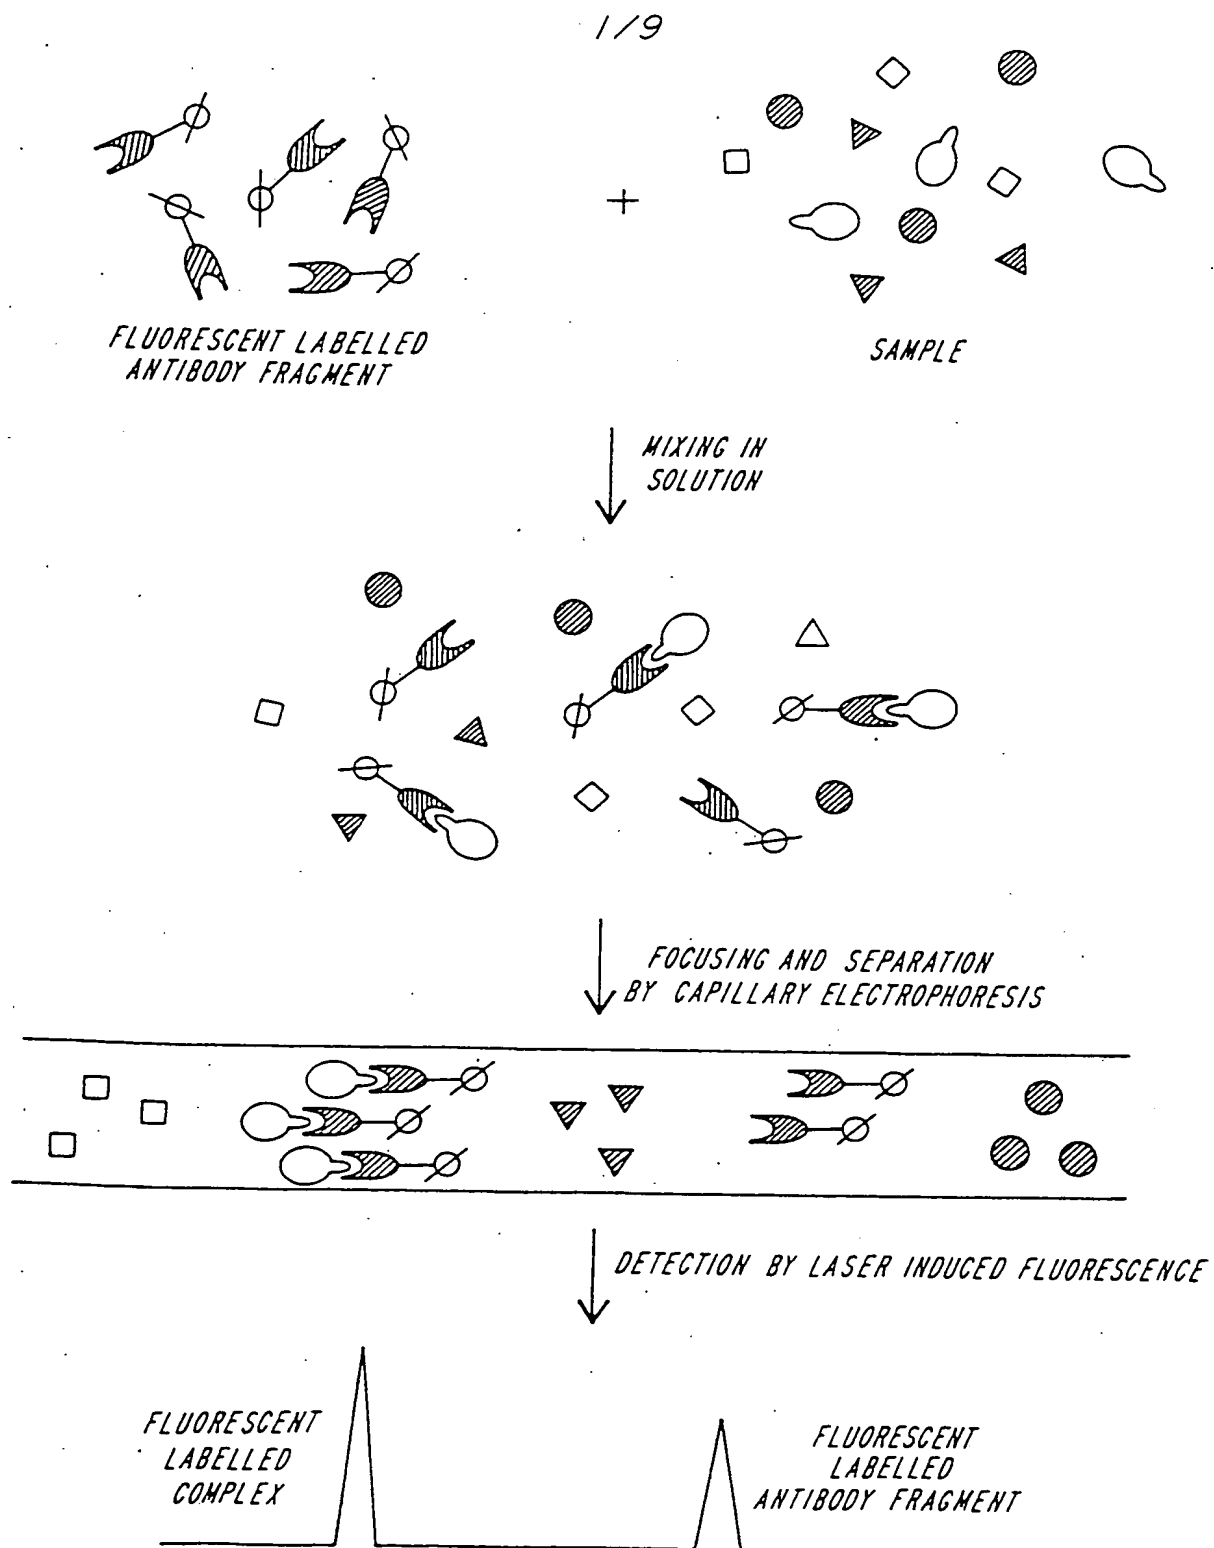 1/9
FLUORESCENT LABELLED
ANTIBODY FRAGMENT
+
SAMPLE
MIXING IN
SOLUTION
FOCUSING AND SEPARATION
BY CAPILLARY ELECTROPHORESIS
DETECTION BY LASER INDUCED FLUORESCENCE
FLUORESCENT
LABELLED
COMPLEX
FLUORESCENT
LABELLED
ANTIBODY FRAGMENT